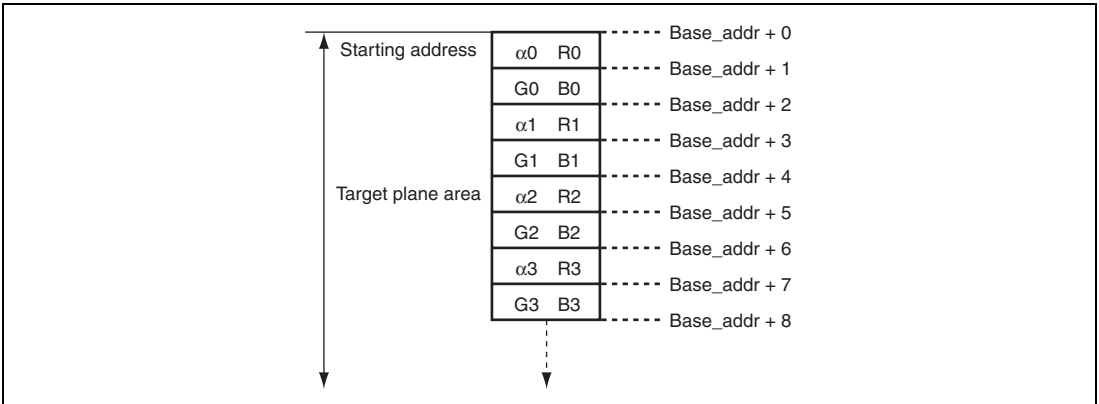 Base_addr + 0
Starting address
α0 R0
Base_addr + 1
G0 B0
Base_addr + 2
α1 R1
Base_addr + 3
G1 B1
Base_addr + 4
Target plane area
α2 R2
Base_addr + 5
G2 B2
Base_addr + 6
α3 R3
Base_addr + 7
G3 B3
Base_addr + 8